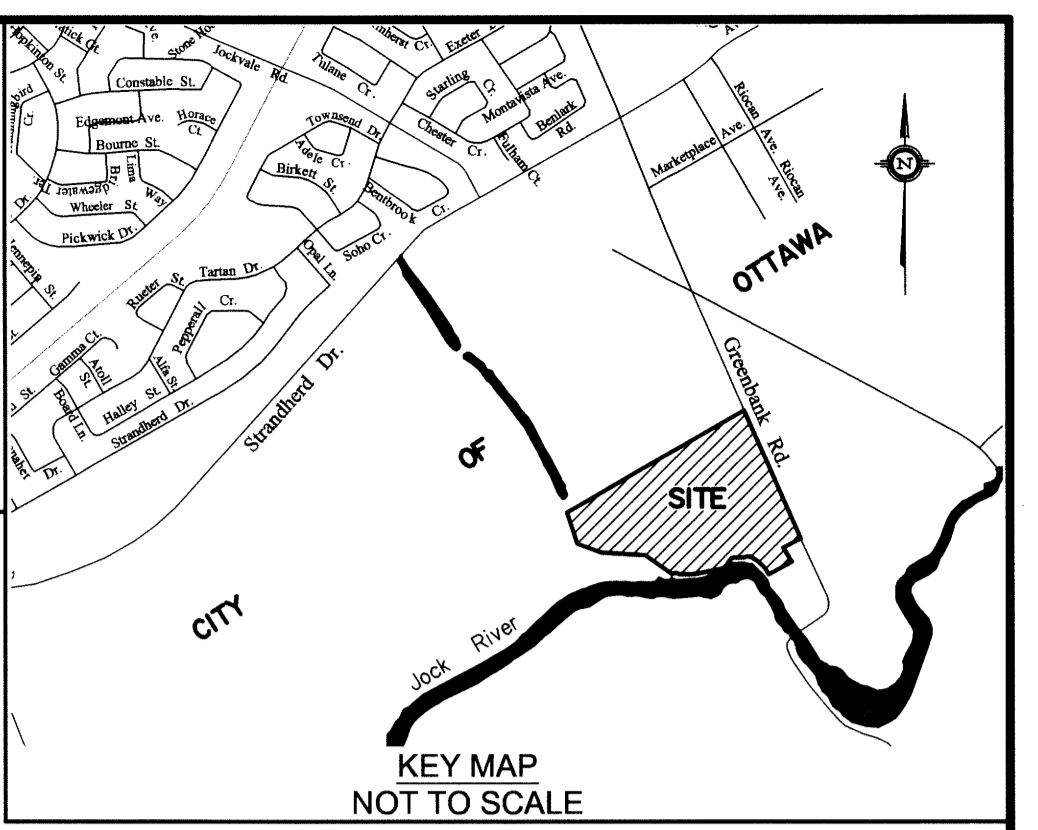 Stone
Jockvale Rd.
Tulane Cr.
Exeter
Constable St.
Starling Cr.
Montavista Ave.
Benlark Rd.
Edgemont Ave.
Horace Ct.
Bourne St.
Townsend Dr.
Chester Cr.
Fulham Ct.
Riocan Ave.
Riocan Ave.
Marketplace Ave.
Adele Cr.
Birkett St.
Bentbrook Cr.
Lima Way
Wheeler St
Pickwick Dr.
Soho Cr.
Opal Ln.
Tartan Dr.
Rueter St.
Pepperall Cr.
Gamma Ct.
Atoll St.
Alfa St.
Board Ln.
Halley St.
Strandherd Dr.
Strandherd Dr.
N
OTTAWA
Greenbank Rd.
OF
SITE
CITY
Jock River
KEY MAP
NOT TO SCALE